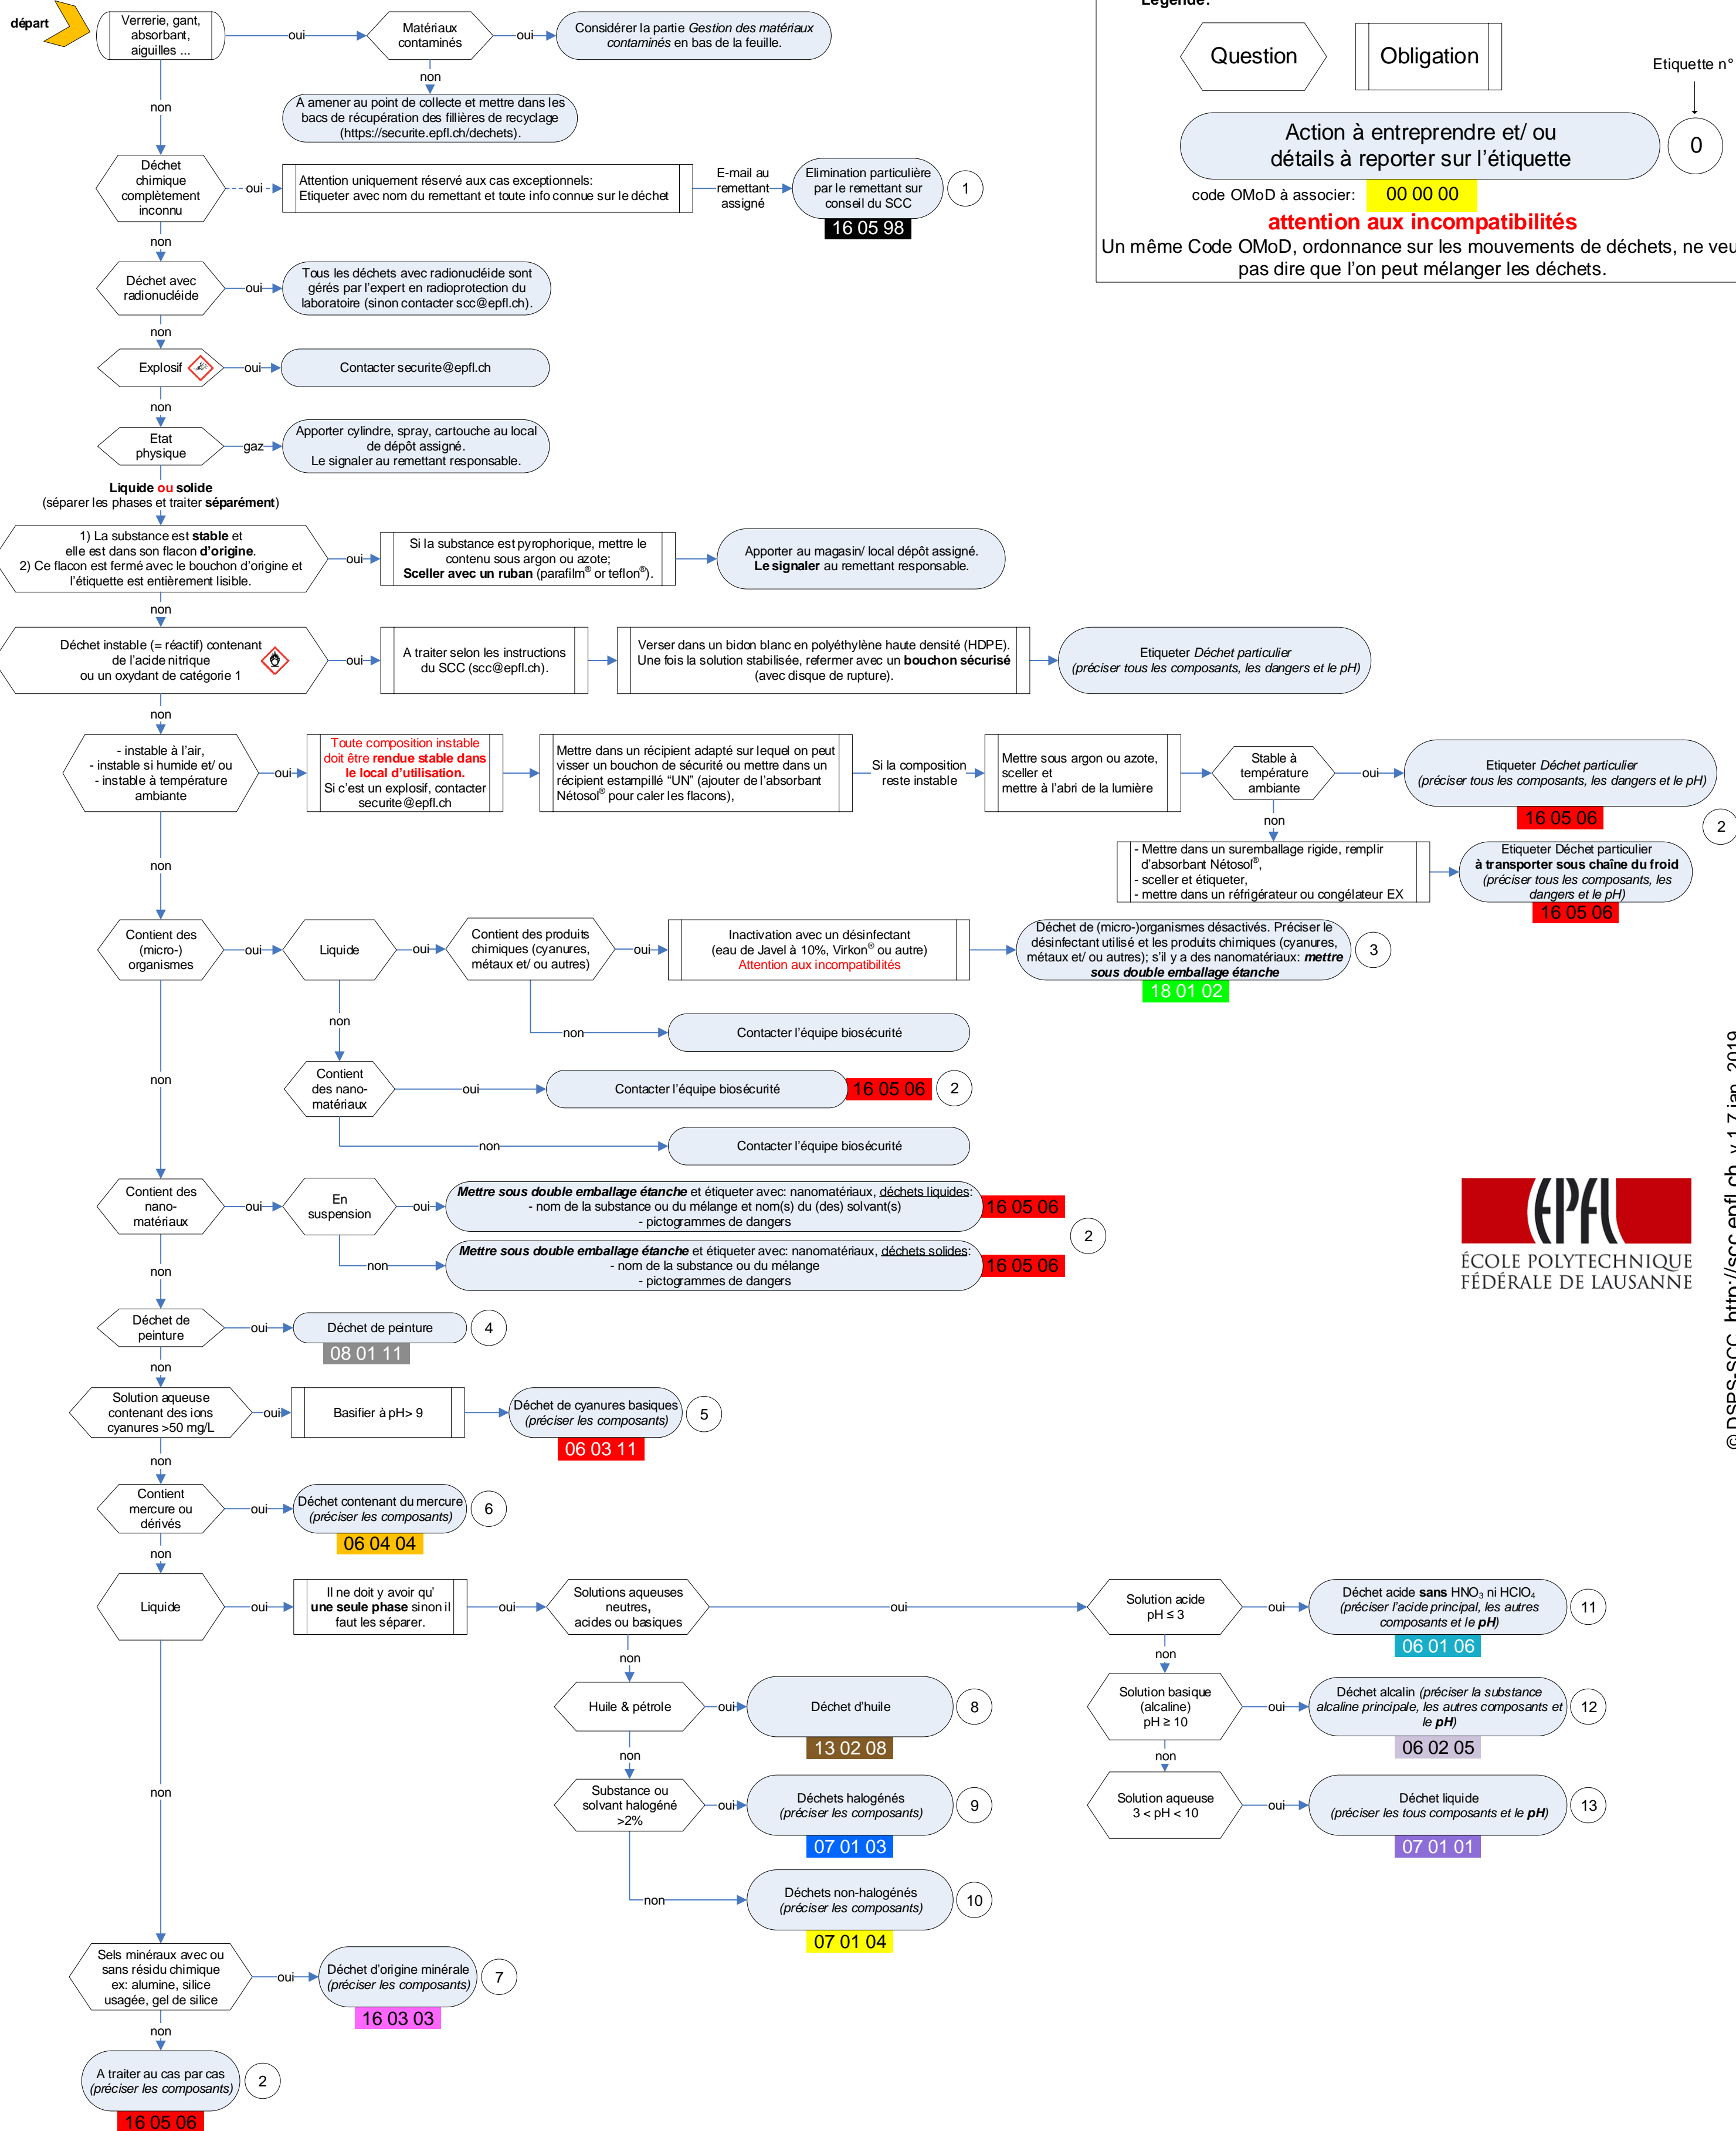 départ
Verrerie, gant,
absorbant,
aiguilles ...
oui
Matériaux
contaminés
oui
Considérer la partie Gestion des matériaux
contaminés en bas de la feuille.
non
A amener au point de collecte et mettre dans les
bacs de récupération des fillières de recyclage
(https://securite.epfl.ch/dechets).
non
Légende:
Question
Obligation
Etiquette n°
Action à entreprendre et/ ou
détails à reporter sur l'étiquette
0
code OMoD à associer:
00 00 00
attention aux incompatibilités
Un même Code OMoD, ordonnance sur les mouvements de déchets, ne veu
pas dire que l'on peut mélanger les déchets.
Déchet
chimique
complètement
inconnu
oui
Attention uniquement réservé aux cas exceptionnels:
Etiqueter avec nom du remettant et toute info connue sur le déchet
E-mail au
remettant
assigné
Elimination particulière
par le remettant sur
conseil du SCC
1
16 05 98
non
Déchet avec
radionucléide
oui
Tous les déchets avec radionucléide sont
gérés par l'expert en radioprotection du
laboratoire (sinon contacter scc@epfl.ch).
non
Explosif
oui
Contacter securite@epfl.ch
non
Etat
physique
gaz
Apporter cylindre, spray, cartouche au local
de dépôt assigné.
Le signaler au remettant responsable.
Liquide ou solide
(séparer les phases et traiter séparément)
1) La substance est stable et
elle est dans son flacon d'origine.
2) Ce flacon est fermé avec le bouchon d'origine et
l'étiquette est entièrement lisible.
oui
Si la substance est pyrophorique, mettre le
contenu sous argon ou azote;
Sceller avec un ruban (parafilm® or teflon®).
Apporter au magasin/ local dépôt assigné.
Le signaler au remettant responsable.
non
Déchet instable (= réactif) contenant
de l'acide nitrique
ou un oxydant de catégorie 1
oui
A traiter selon les instructions
du SCC (scc@epfl.ch).
Verser dans un bidon blanc en polyéthylène haute densité (HDPE).
Une fois la solution stabilisée, refermer avec un bouchon sécurisé
(avec disque de rupture).
Etiqueter Déchet particulier
(préciser tous les composants, les dangers et le pH)
non
- instable à l'air,
- instable si humide et/ ou
- instable à température
ambiante
oui
Toute composition instable
doit être rendue stable dans
le local d'utilisation.
Si c'est un explosif, contacter
securite@epfl.ch
Mettre dans un récipient adapté sur lequel on peut
visser un bouchon de sécurité ou mettre dans un
récipient estampillé “UN” (ajouter de l'absorbant
Nétosol® pour caler les flacons),
Si la composition
reste instable
Mettre sous argon ou azote,
sceller et
mettre à l'abri de la lumière
Stable à
température
ambiante
oui
Etiqueter Déchet particulier
(préciser tous les composants, les dangers et le pH)
16 05 06
2
non
- Mettre dans un suremballage rigide, remplir
d'absorbant Nétosol®,
- sceller et étiqueter,
- mettre dans un réfrigérateur ou congélateur EX
Etiqueter Déchet particulier
à transporter sous chaîne du froid
(préciser tous les composants, les
dangers et le pH)
16 05 06
non
Contient des
(micro-)
organismes
oui
Liquide
oui
Contient des produits
chimiques (cyanures,
métaux et/ ou autres)
oui
Inactivation avec un désinfectant
(eau de Javel à 10%, Virkon® ou autre)
Attention aux incompatibilités
Déchet de (micro-)organismes désactivés. Préciser le
désinfectant utilisé et les produits chimiques (cyanures,
métaux et/ ou autres); s'il y a des nanomatériaux: mettre
sous double emballage étanche
3
18 01 02
non
non
Contacter l'équipe biosécurité
non
Contient
des nano-
matériaux
oui
Contacter l'équipe biosécurité
16 05 06
2
non
Contacter l'équipe biosécurité
Contient des
nano-
matériaux
oui
En
suspension
oui
Mettre sous double emballage étanche et étiqueter avec: nanomatériaux, déchets liquides:
- nom de la substance ou du mélange et nom(s) du (des) solvant(s)
- pictogrammes de dangers
16 05 06
2
non
Mettre sous double emballage étanche et étiqueter avec: nanomatériaux, déchets solides:
- nom de la substance ou du mélange
- pictogrammes de dangers
16 05 06
EPFL
ÉCOLE POLYTECHNIQUE
FÉDÉRALE DE LAUSANNE
© DSPS-SCC, http://scc.epfl.ch, v 1.7 jan. 2019
non
Déchet de
peinture
oui
Déchet de peinture
4
08 01 11
non
Solution aqueuse
contenant des ions
cyanures >50 mg/L
oui
Basifier à pH> 9
Déchet de cyanures basiques
(préciser les composants)
5
06 03 11
non
Contient
mercure ou
dérivés
oui
Déchet contenant du mercure
(préciser les composants)
6
06 04 04
non
Liquide
oui
Il ne doit y avoir qu'
une seule phase sinon il
faut les séparer.
oui
Solutions aqueuses
neutres,
acides ou basiques
oui
Solution acide
pH ≤ 3
oui
Déchet acide sans HNO₃ ni HClO₄
(préciser l'acide principal, les autres
composants et le pH)
11
06 01 06
non
non
Huile & pétrole
oui
Déchet d'huile
8
13 02 08
Solution basique
(alcaline)
pH ≥ 10
oui
Déchet alcalin (préciser la substance
alcaline principale, les autres composants et
le pH)
12
06 02 05
non
non
non
Substance ou
solvant halogéné
>2%
oui
Déchets halogénés
(préciser les composants)
9
07 01 03
Solution aqueuse
3 < pH < 10
oui
Déchet liquide
(préciser les tous composants et le pH)
13
07 01 01
non
Déchets non-halogénés
(préciser les composants)
10
07 01 04
Sels minéraux avec ou
sans résidu chimique
ex: alumine, silice
usagée, gel de silice
oui
Déchet d'origine minérale
(préciser les composants)
7
16 03 03
non
A traiter au cas par cas
(préciser les composants)
2
16 05 06